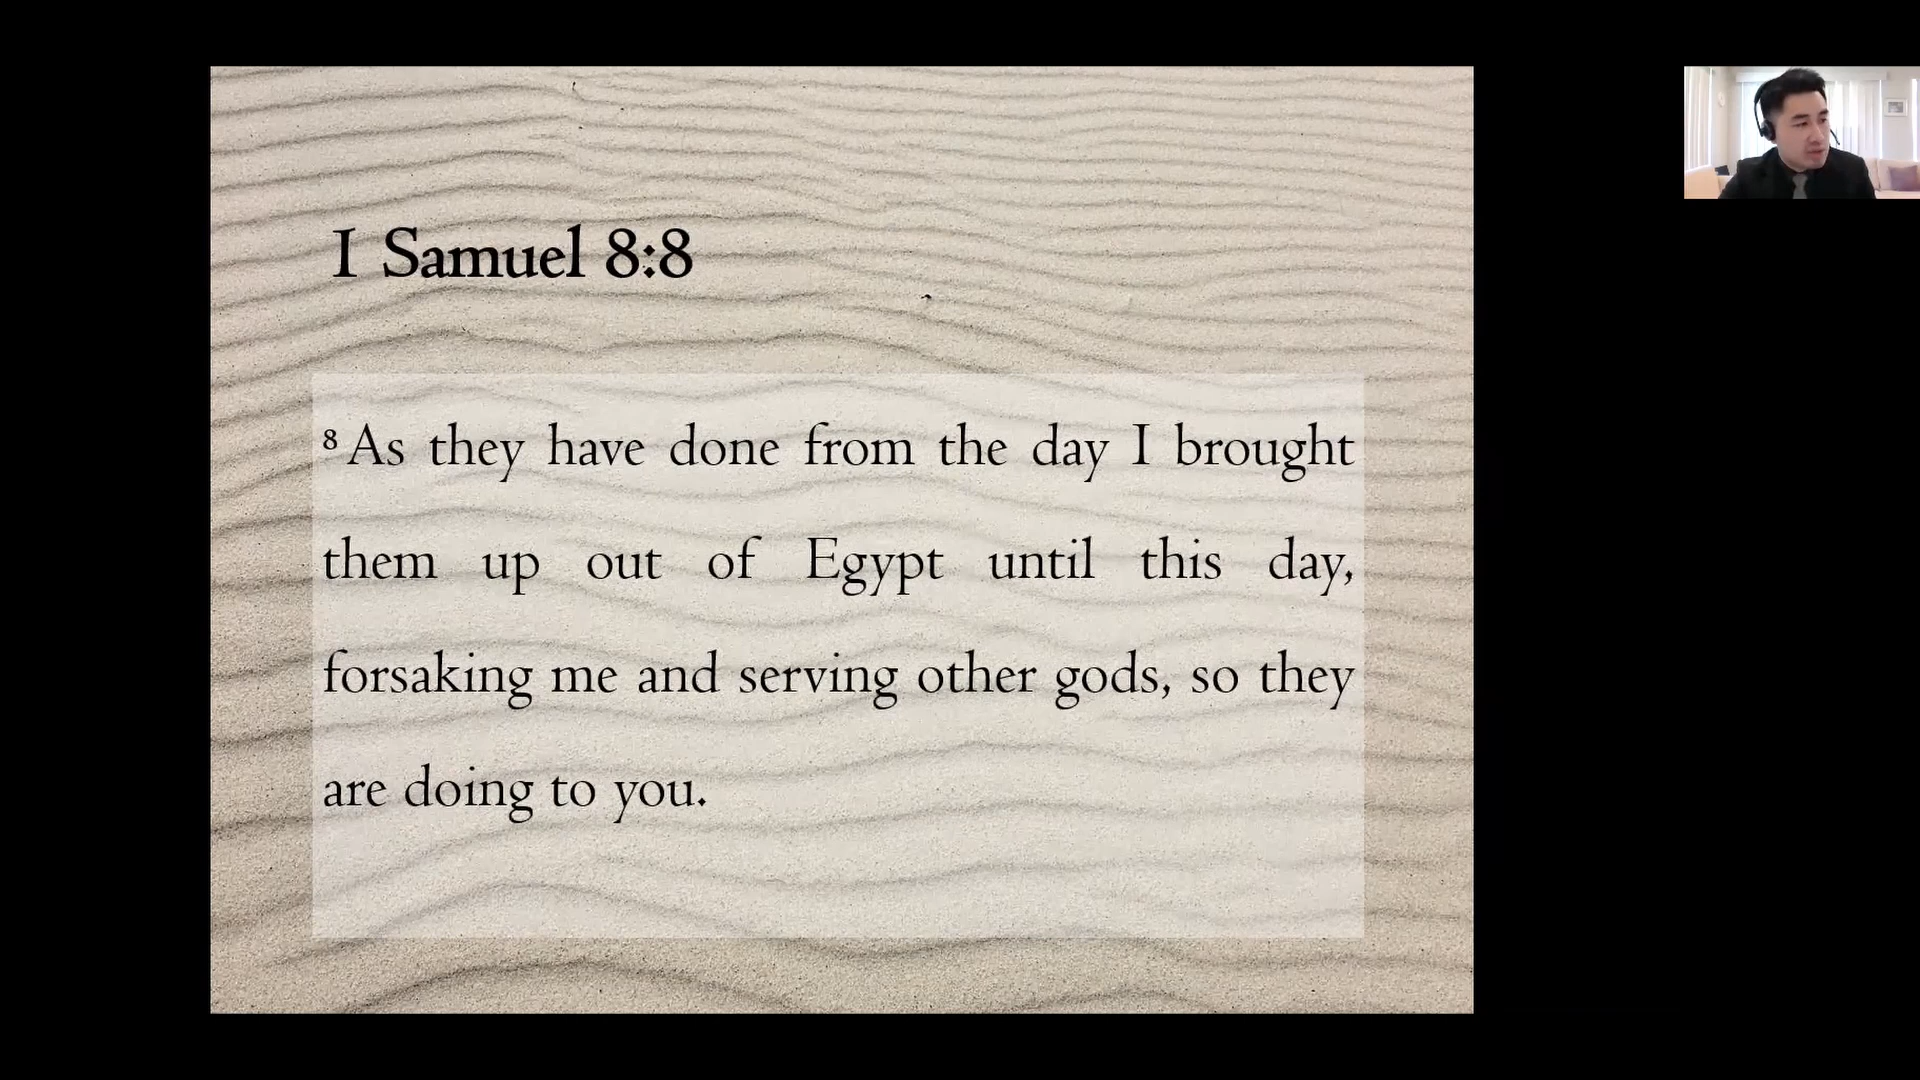 1 Samuel 8:8
⁸ As they have done from the day I brought
them up out of Egypt until this day,
forsaking me and serving other gods, so they
are doing to you.